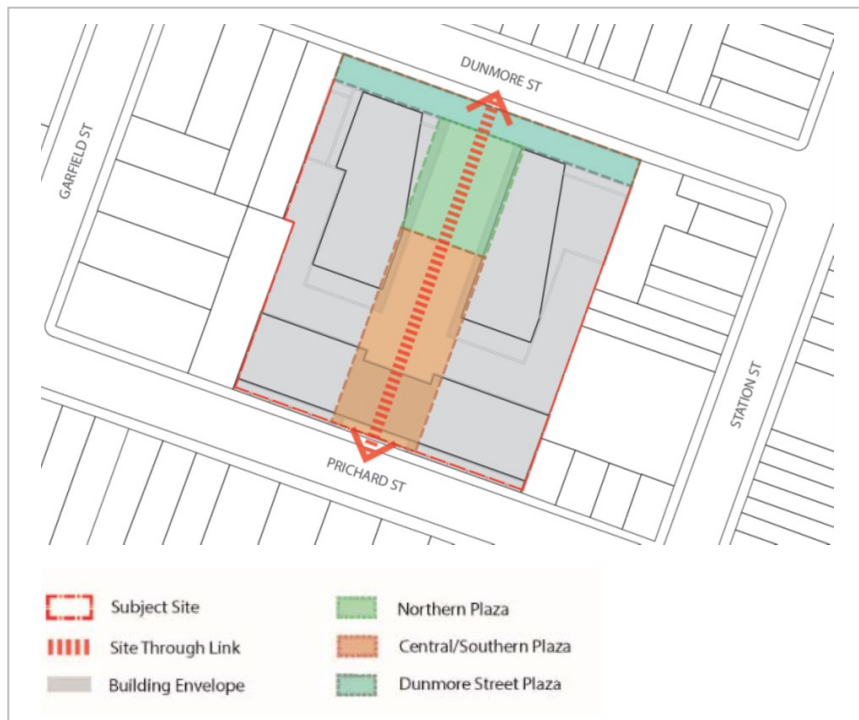 DUNMORE ST
GARFIELD ST
STATION ST
PRICHARD ST
Subject Site
Site Through Link
Building Envelope
Northern Plaza
Central/Southern Plaza
Dunmore Street Plaza